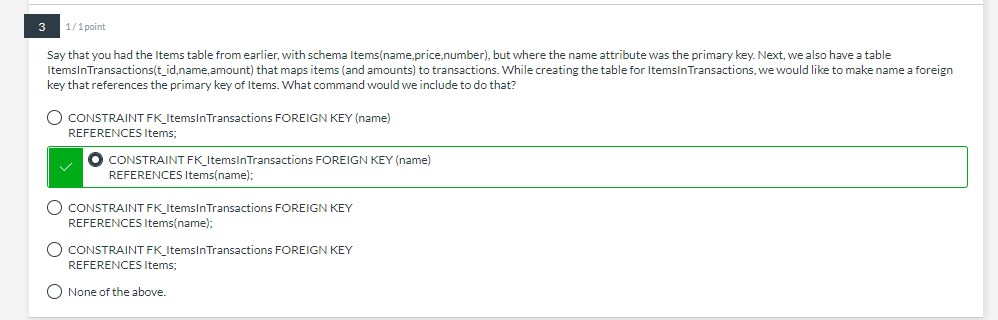 3
1 / 1 point
Say that you had the Items table from earlier, with schema Items(name,price,number), but where the name attribute was the primary key. Next, we also have a table
ItemsInTransactions(t_id,name,amount) that maps items (and amounts) to transactions. While creating the table for ItemsInTransactions, we would like to make name a foreign
key that references the primary key of Items. What command would we include to do that?
CONSTRAINT FK_ItemsInTransactions FOREIGN KEY (name)
REFERENCES Items;
CONSTRAINT FK_ItemsInTransactions FOREIGN KEY (name)
REFERENCES Items(name);
CONSTRAINT FK_ItemsInTransactions FOREIGN KEY
REFERENCES Items(name);
CONSTRAINT FK_ItemsInTransactions FOREIGN KEY
REFERENCES Items;
None of the above.